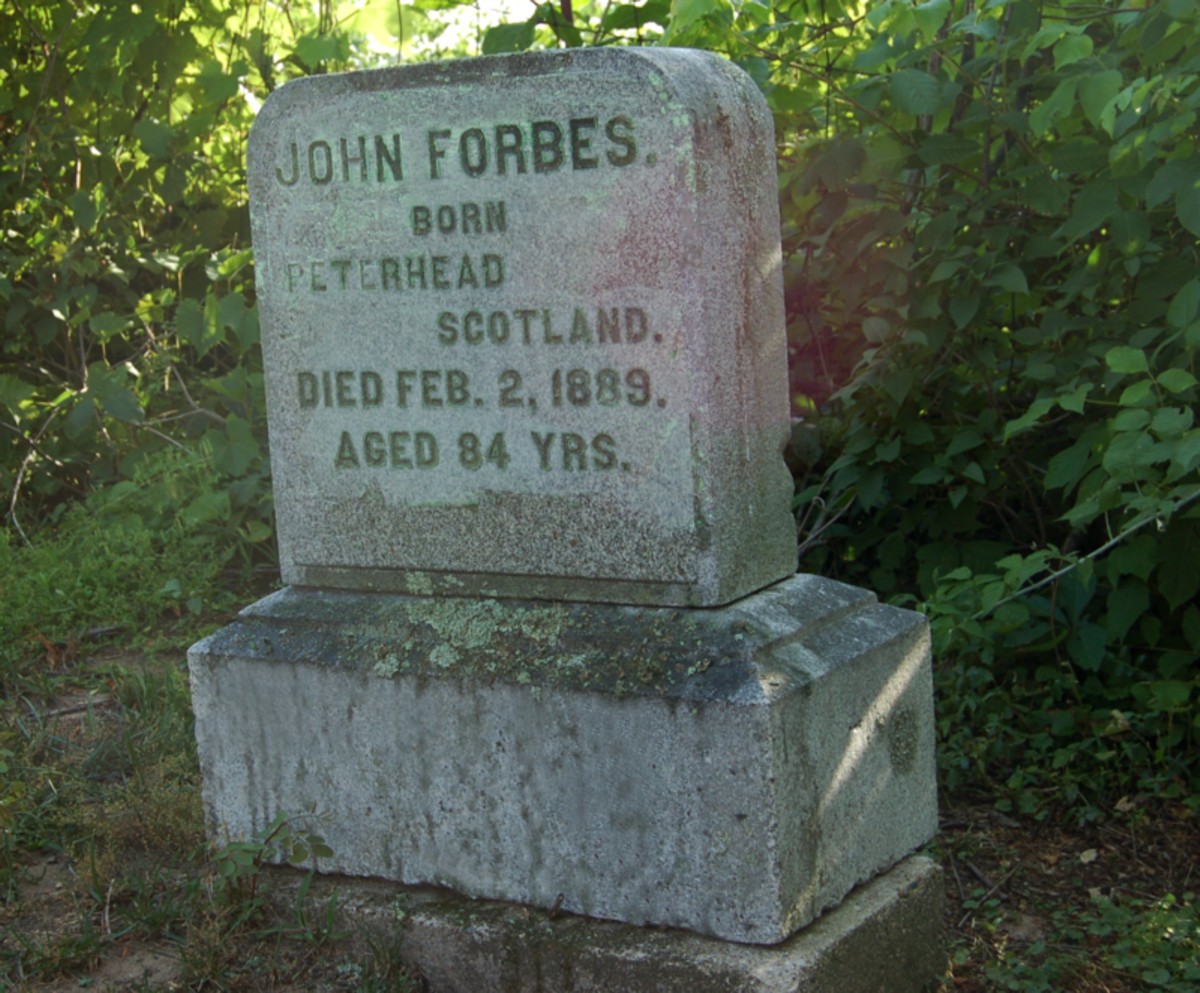 JOHN FORBES.
BORN
PETERHEAD
SCOTLAND.
DIED FEB. 2, 1889.
AGED 84 YRS.